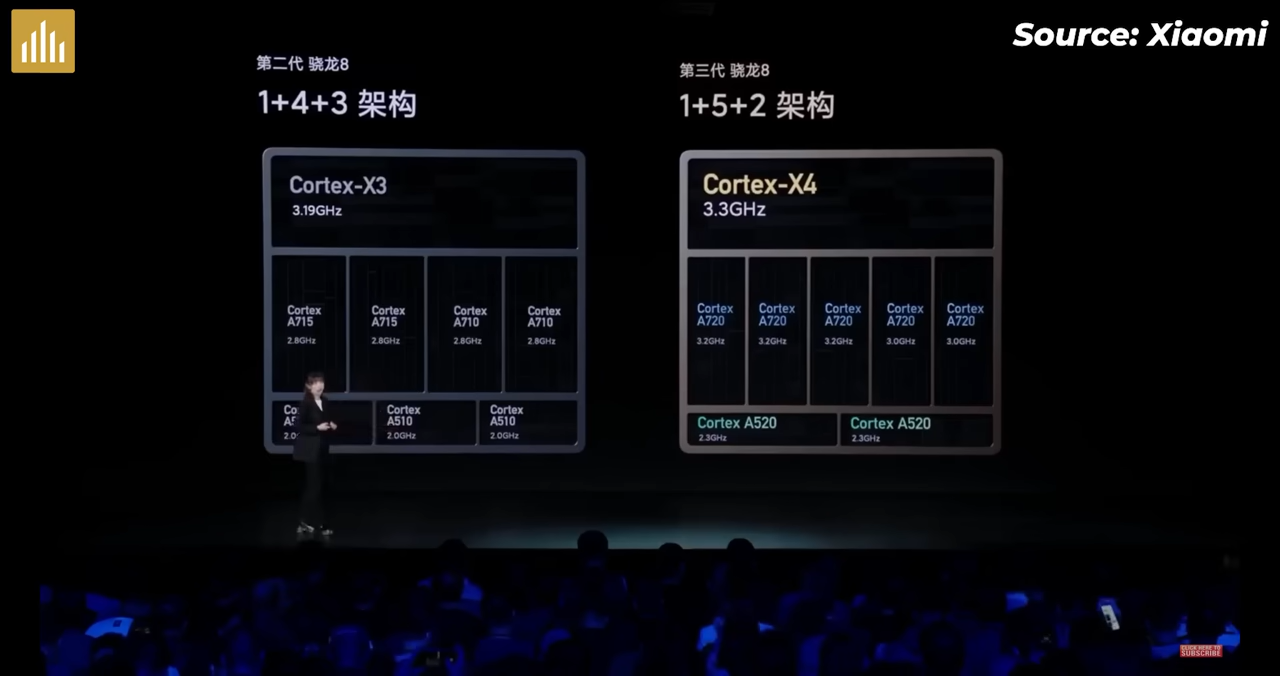 Source: Xiaomi
第二代 骁龙8
1+4+3 架构
Cortex-X3
3.19GHz
Cortex
A715
2.8GHz
Cortex
A715
2.8GHz
Cortex
A710
2.8GHz
Cortex
A710
2.8GHz
Cortex
A510
2.0GHz
Cortex
A510
2.0GHz
第三代 骁龙8
1+5+2 架构
Cortex-X4
3.3GHz
Cortex
A720
3.2GHz
Cortex
A720
3.2GHz
Cortex
A720
3.2GHz
Cortex
A720
3.0GHz
Cortex
A720
3.0GHz
Cortex A520
2.3GHz
Cortex A520
2.3GHz
CLICK HERE TO
SUBSCRIBE